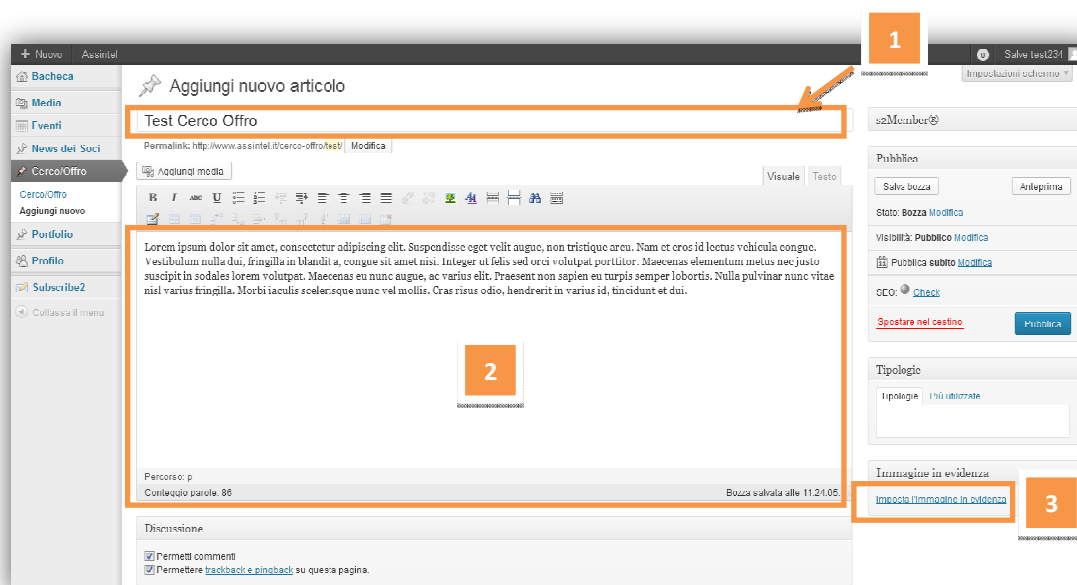 1
+ Nuovo Assintel
0 Salve test234
Bacheca
Media
Eventi
News dei Soci
Cerco/Offro
Cerco/Offro
Aggiungi nuovo
Portfolio
Profilo
Subscribe2
Collassa il menu
Impostazioni schermo
Aggiungi nuovo articolo
Test Cerco Offro
Permalink: http://www.assintel.it/cerco-offro/test/ Modifica
Aggiungi media
Visuale Testo
B I ABC U
Lorem ipsum dolor sit amet, consectetur adipiscing elit. Suspendisse eget velit augue, non tristique arcu. Nam et eros id lectus vehicula congue.
Vestibulum nulla dui, fringilla in blandit a, congue sit amet nisi. Integer ut felis sed orci volutpat porttitor. Maecenas elementum metus nec justo
suscipit in sodales lorem volutpat. Maecenas eu nunc augue, ac varius elit. Praesent non sapien eu turpis semper lobortis. Nulla pulvinar nunc vitae
nisl varius fringilla. Morbi iaculis scelerisque nunc vel mollis. Cras risus odio, hendrerit in varius id, tincidunt et dui.
2
Percorso: p
Conteggio parole: 86 Bozza salvata alle 11:24:05.
Discussione
Permetti commenti
Permettere trackback e pingback su questa pagina.
s2Member®
Pubblica
Salva bozza Anteprima
Stato: Bozza Modifica
Visibilità: Pubblico Modifica
Pubblica subito Modifica
SEO: Check
Spostare nel cestino Pubblica
Tipologie
Tipologie Più utilizzate
Immagine in evidenza
Imposta l'immagine in evidenza
3